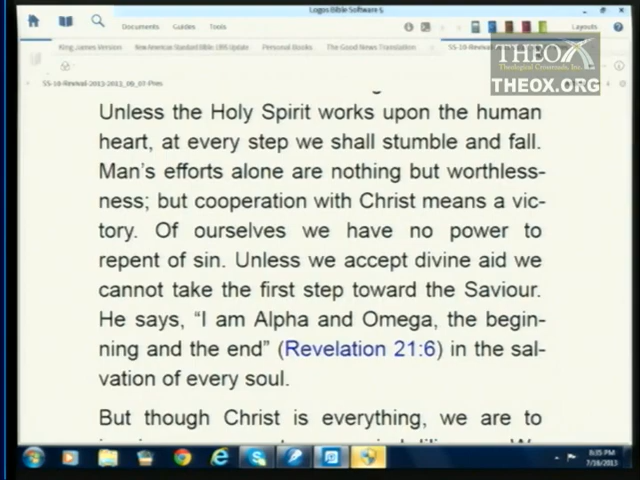 Logos Bible Software 5
Documents Guides Tools
Layouts
King James Version New American Standard Bible: 1995 Update Personal Books The Good News Translation
THEOX
Theological Crossroads, Inc.
THEOX.ORG
Unless the Holy Spirit works upon the human
heart, at every step we shall stumble and fall.
Man's efforts alone are nothing but worthless-
ness; but cooperation with Christ means a vic-
tory. Of ourselves we have no power to
repent of sin. Unless we accept divine aid we
cannot take the first step toward the Saviour.
He says, “I am Alpha and Omega, the begin-
ning and the end” (Revelation 21:6) in the sal-
vation of every soul.
But though Christ is everything, we are to
8:35 PM